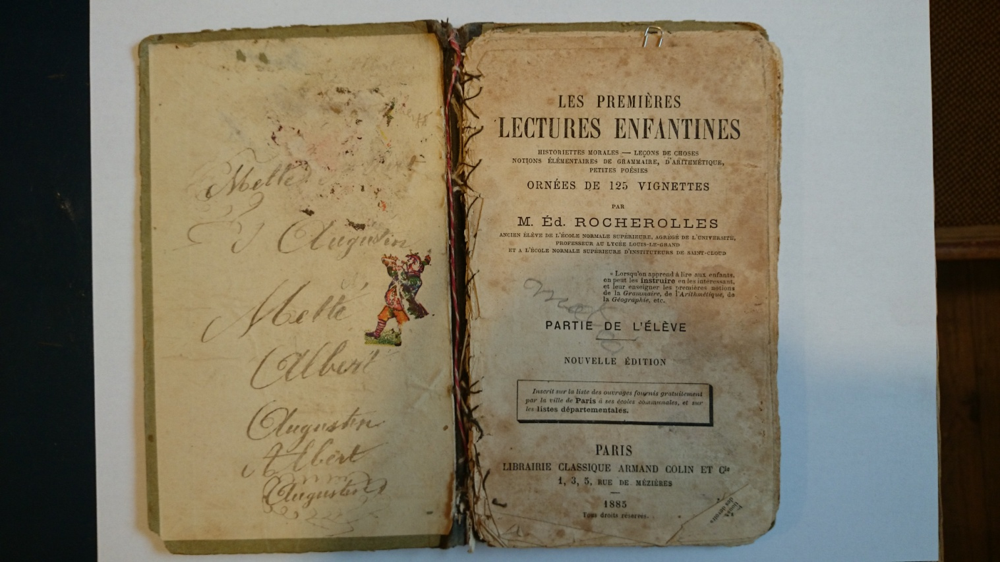 Mette
Augustin
Mette
Albert
Augustin
Albert
Augustin
LES PREMIÈRES
LECTURES ENFANTINES
HISTORIETTES MORALES — LEÇONS DE CHOSES
NOTIONS ÉLÉMENTAIRES DE GRAMMAIRE, D'ARITHMÉTIQUE,
PETITES POÉSIES
ORNÉES DE 125 VIGNETTES
PAR
M. Éd. ROCHEROLLES
ANCIEN ÉLÈVE DE L'ÉCOLE NORMALE SUPÉRIEURE, AGRÉGÉ DE L'UNIVERSITÉ,
PROFESSEUR AU LYCÉE LOUIS-LE-GRAND
ET A L'ÉCOLE NORMALE SUPÉRIEURE D'INSTITUTEURS DE SAINT-CLOUD
« Lorsqu'on apprend à lire aux enfants,
on peut les instruire en les intéressant,
et leur enseigner les premières notions
de la Grammaire, de l'Arithmétique, de
la Géographie, etc.
PARTIE DE L'ÉLÈVE
NOUVELLE ÉDITION
Inscrit sur la liste des ouvrages fournis gratuitement
par la ville de Paris à ses écoles communales, et sur
les listes départementales.
PARIS
LIBRAIRIE CLASSIQUE ARMAND COLIN ET Cie
1, 3, 5, RUE DE MÉZIÈRES
1885
Tous droits réservés.